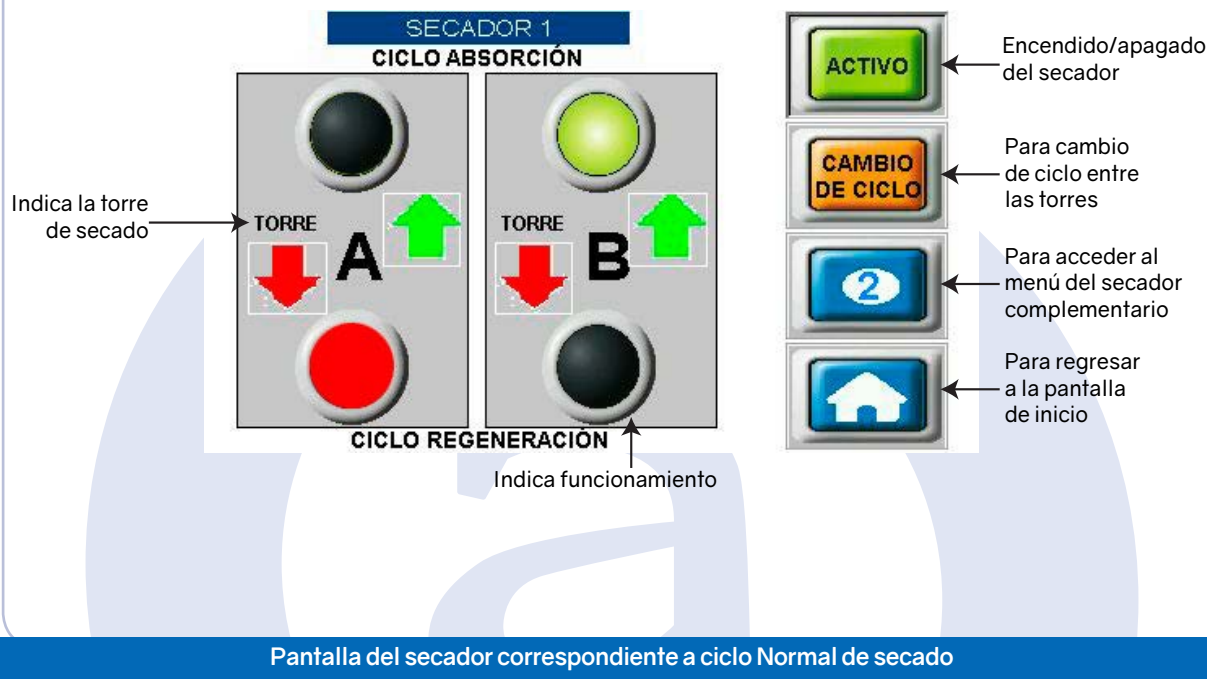 SECADOR 1
CICLO ABSORCIÓN
TORRE
A
TORRE
B
CICLO REGENERACIÓN
Indica la torre
de secado
Indica funcionamiento
ACTIVO
Encendido/apagado
del secador
CAMBIO
DE CICLO
Para cambio
de ciclo entre
las torres
2
Para acceder al
menú del secador
complementario
Para regresar
a la pantalla
de inicio
Pantalla del secador correspondiente a ciclo Normal de secado